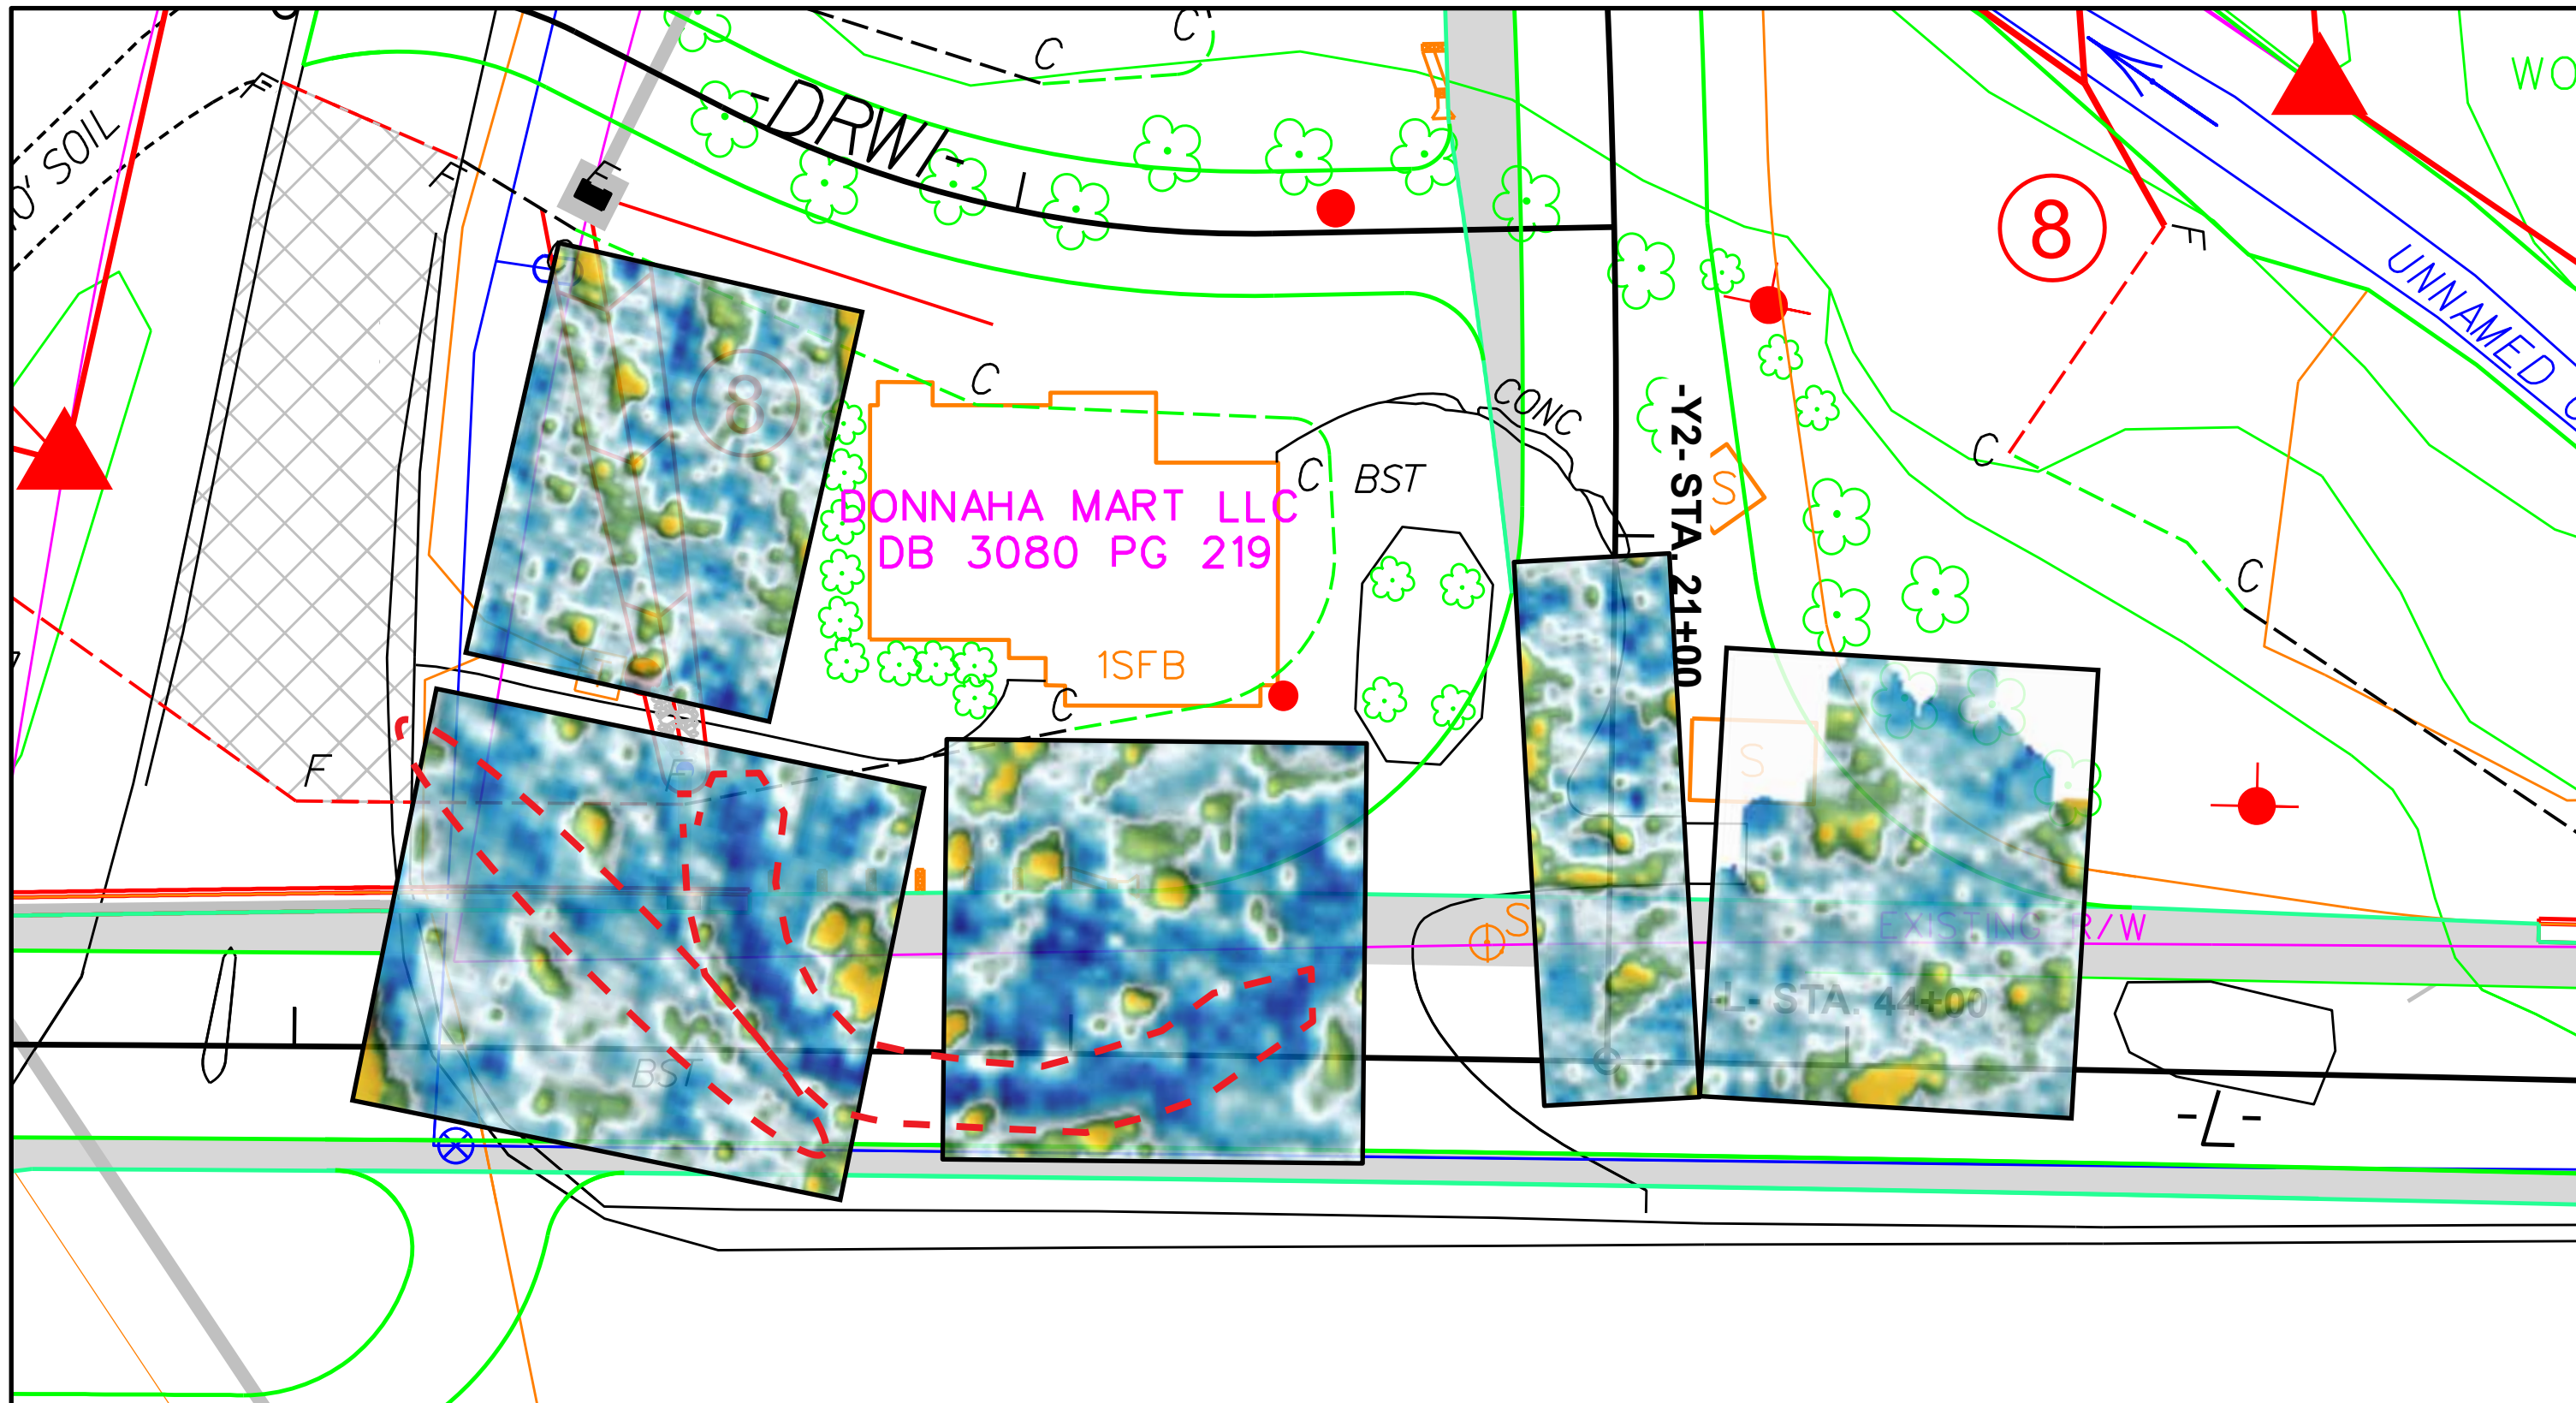 C
C
-DRWI-
SOIL
F
F
E
8
WO
F
UNNAMED
C
CONC
8
C
BST
-Y2- STA. 21+00
S
C
DONNAHA MART LLC
DB 3080 PG 219
1SFB
C
C
F
F
S
S
EXISTING R/W
-L- STA. 44+00
BST
-L-